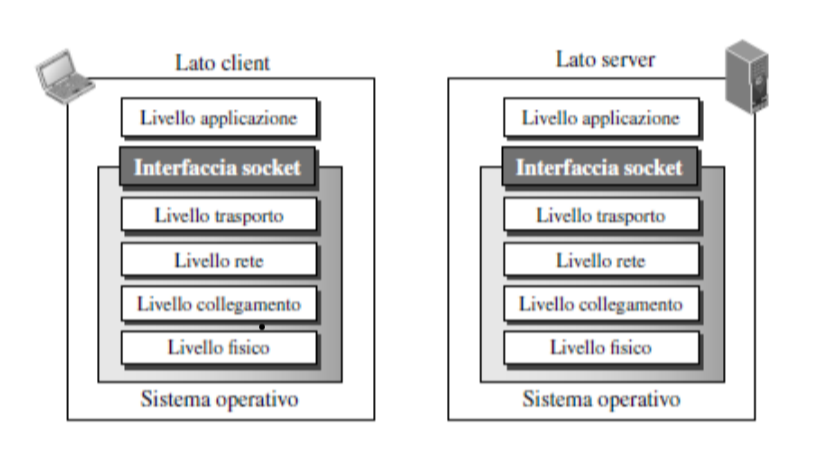 Lato client
Livello applicazione
Interfaccia socket
Livello trasporto
Livello rete
Livello collegamento
Livello fisico
Sistema operativo
Lato server
Livello applicazione
Interfaccia socket
Livello trasporto
Livello rete
Livello collegamento
Livello fisico
Sistema operativo